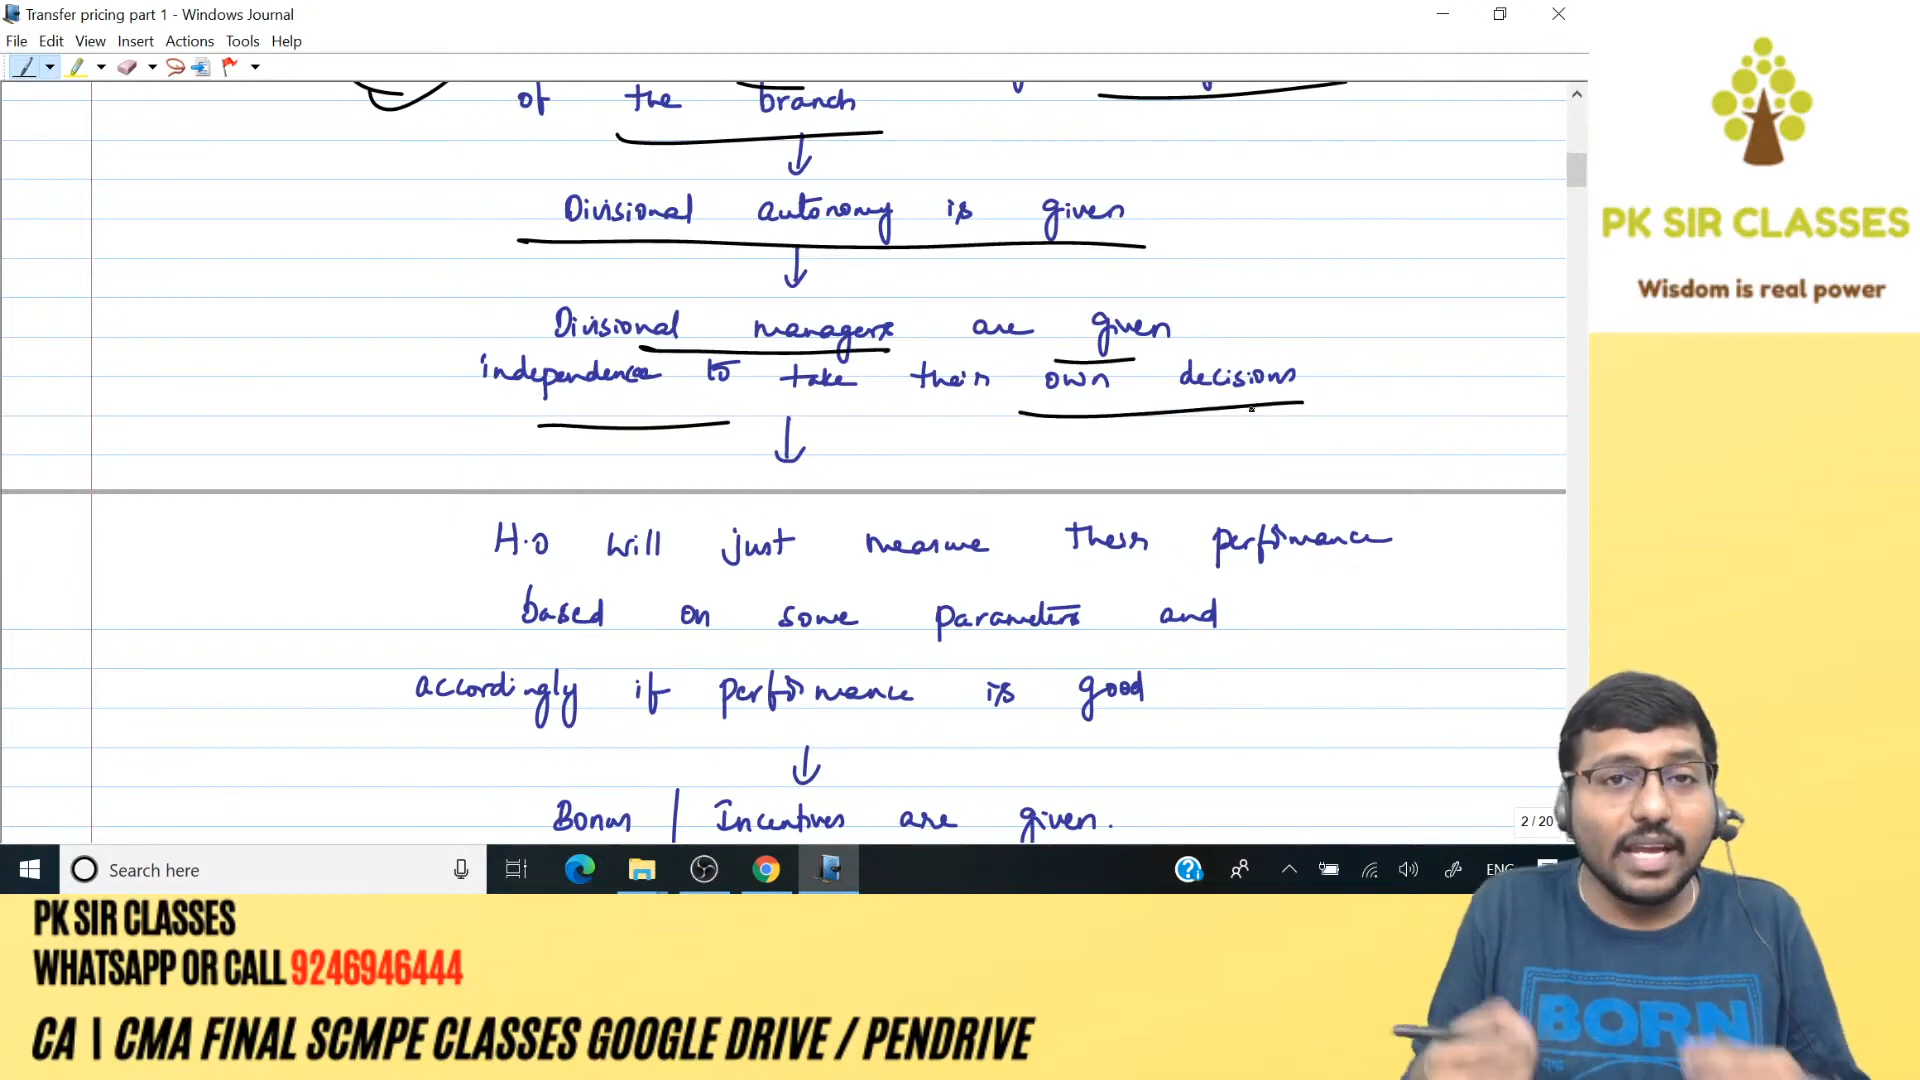 Transfer pricing part 1 - Windows Journal
File Edit View Insert Actions Tools Help
of the branch
Divisional autonomy is given
Divisional managers are given
independence to take their own decisions
H.O will just measure their performance
based on some parameters and
accordingly if performance is good
Bonus | Incentives are given.
2 / 20
Search here
ENG
PK SIR CLASSES
Wisdom is real power
PK SIR CLASSES
WHATSAPP OR CALL 9246946444
CA \ CMA FINAL SCMPE CLASSES GOOGLE DRIVE / PENDRIVE
BORN